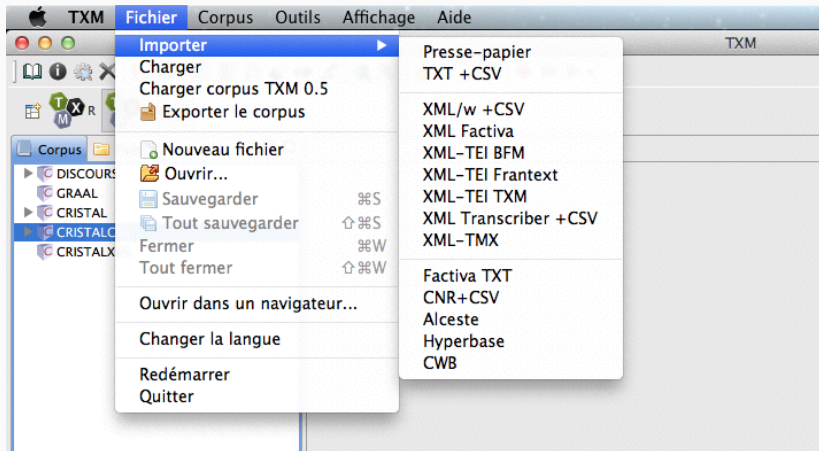 TXM Fichier Corpus Outils Affichage Aide
TXM
Importer
Charger
Charger corpus TXM 0.5
Exporter le corpus
Nouveau fichier
Ouvrir...
Sauvegarder ⌘S
Tout sauvegarder ⇧⌘S
Fermer ⌘W
Tout fermer ⇧⌘W
Ouvrir dans un navigateur...
Changer la langue
Redémarrer
Quitter
Presse-papier
TXT +CSV
XML/w +CSV
XML Factiva
XML-TEI BFM
XML-TEI Frantext
XML-TEI TXM
XML Transcriber +CSV
XML-TMX
Factiva TXT
CNR+CSV
Alceste
Hyperbase
CWB
T X M R
Corpus
C DISCOURS
C GRAAL
C CRISTAL
C CRISTALC
C CRISTALX